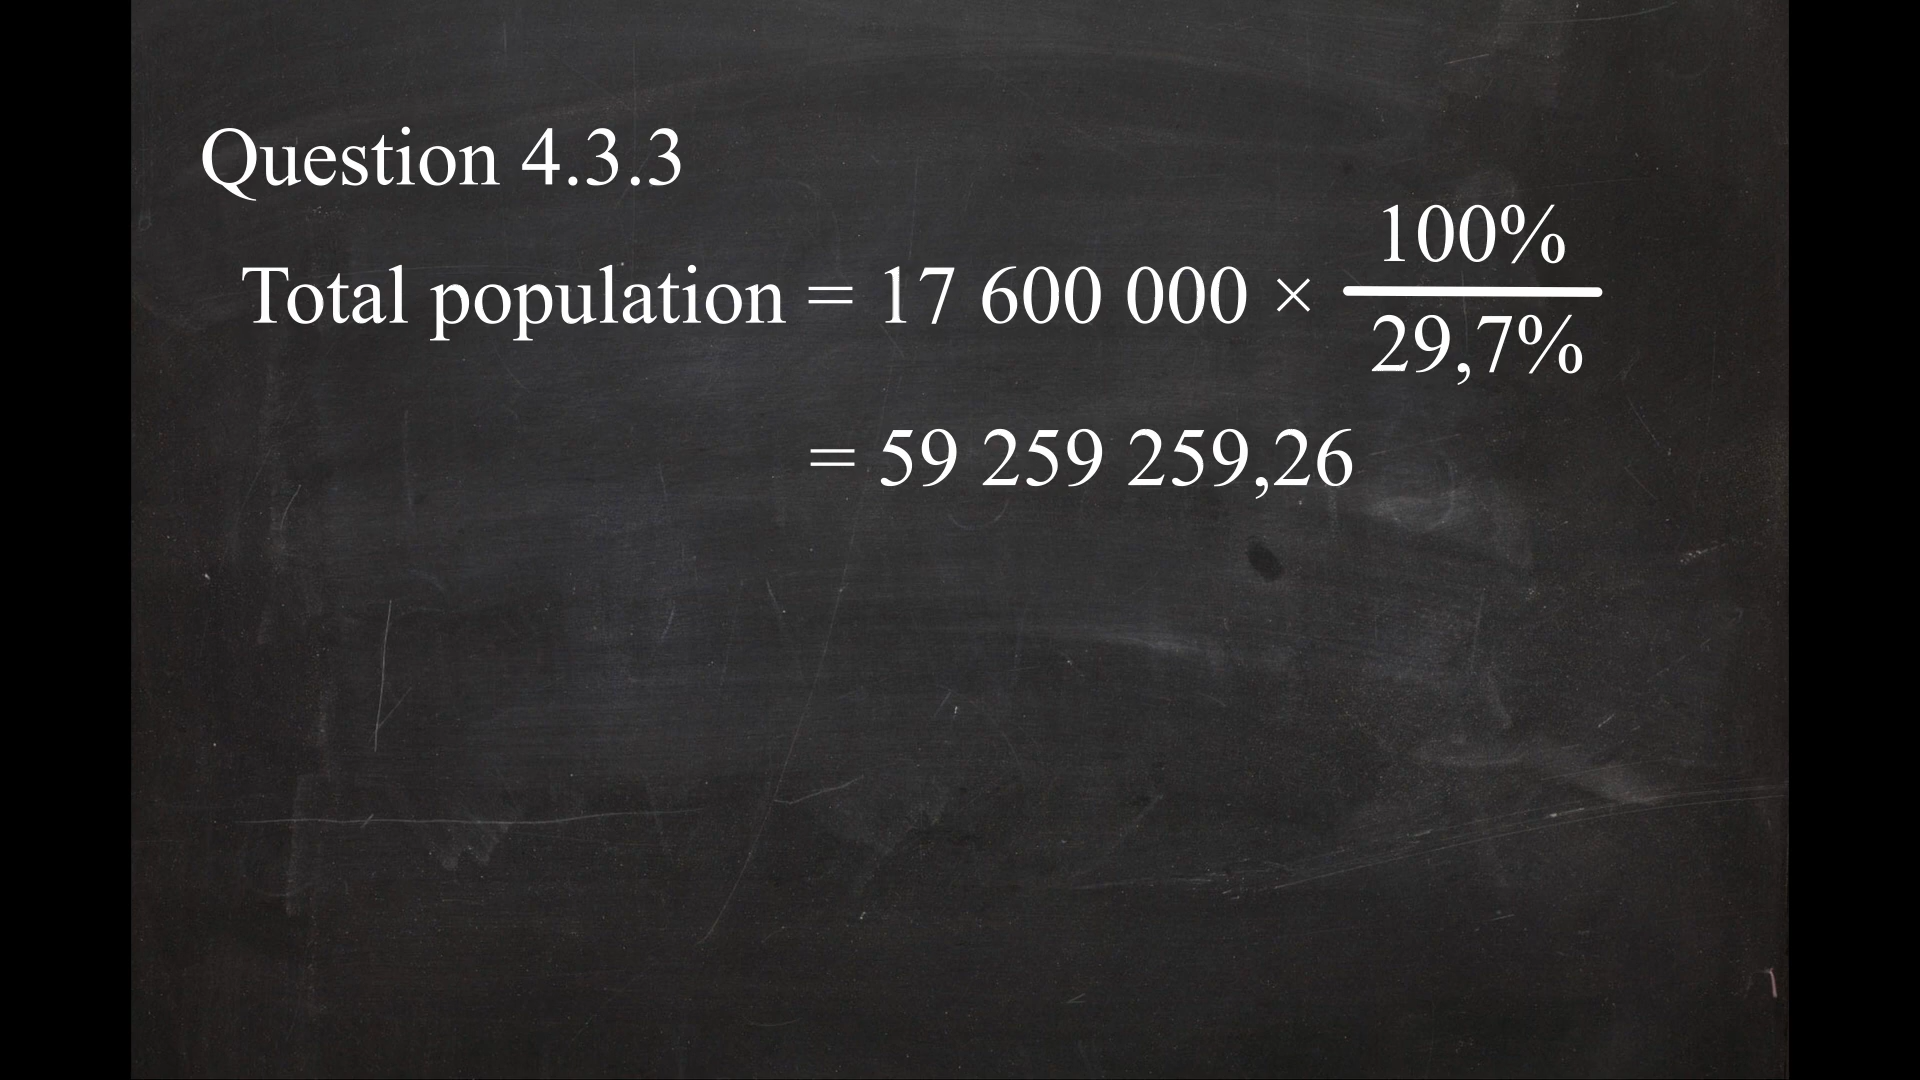 Question 4.3.3
Total population = 17 600 000 × 100% / 29,7%
= 59 259 259,26